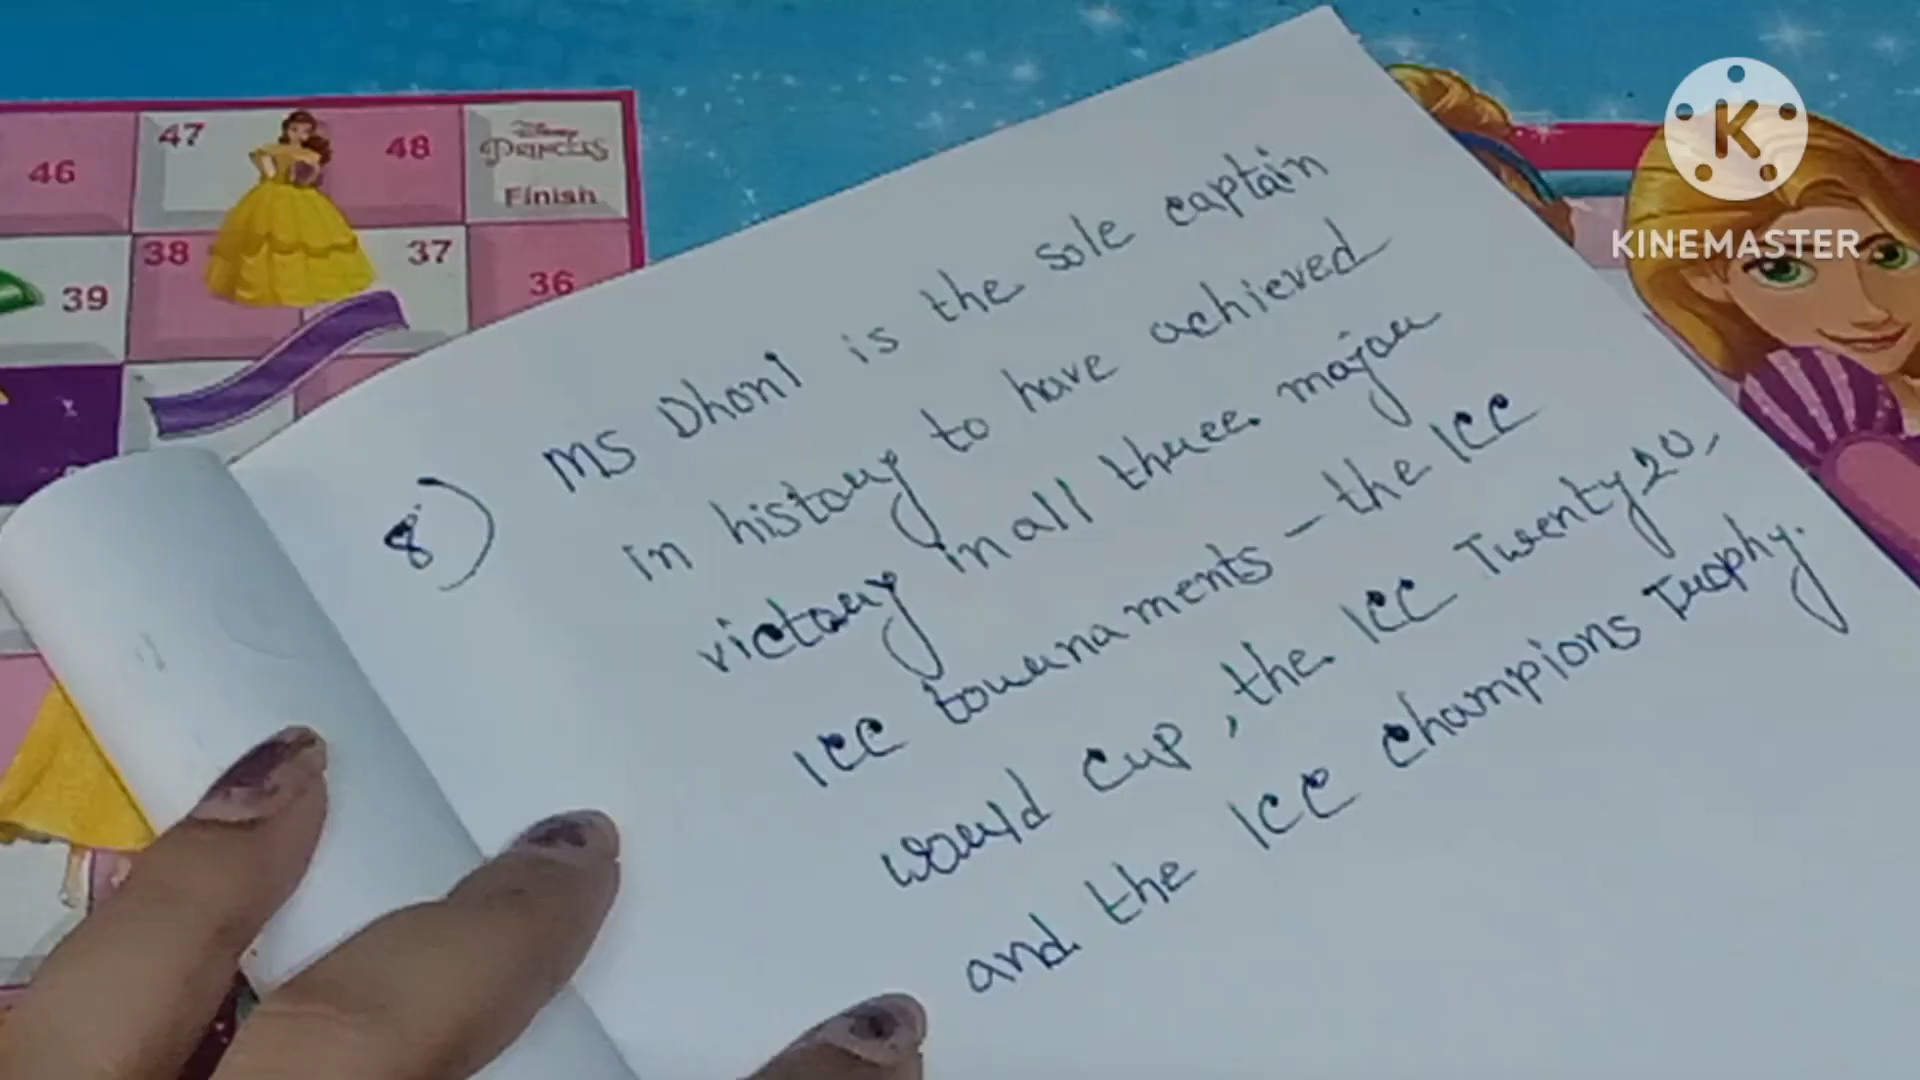 46
47
48
Disney
PRINCESS
Finish
39
38
37
36
K
KINEMASTER
8) MS Dhoni is the sole captain
in history to have achieved
victory in all three major
ICC tournaments – the ICC
World Cup, the ICC Twenty20,
and the ICC Champions Trophy.